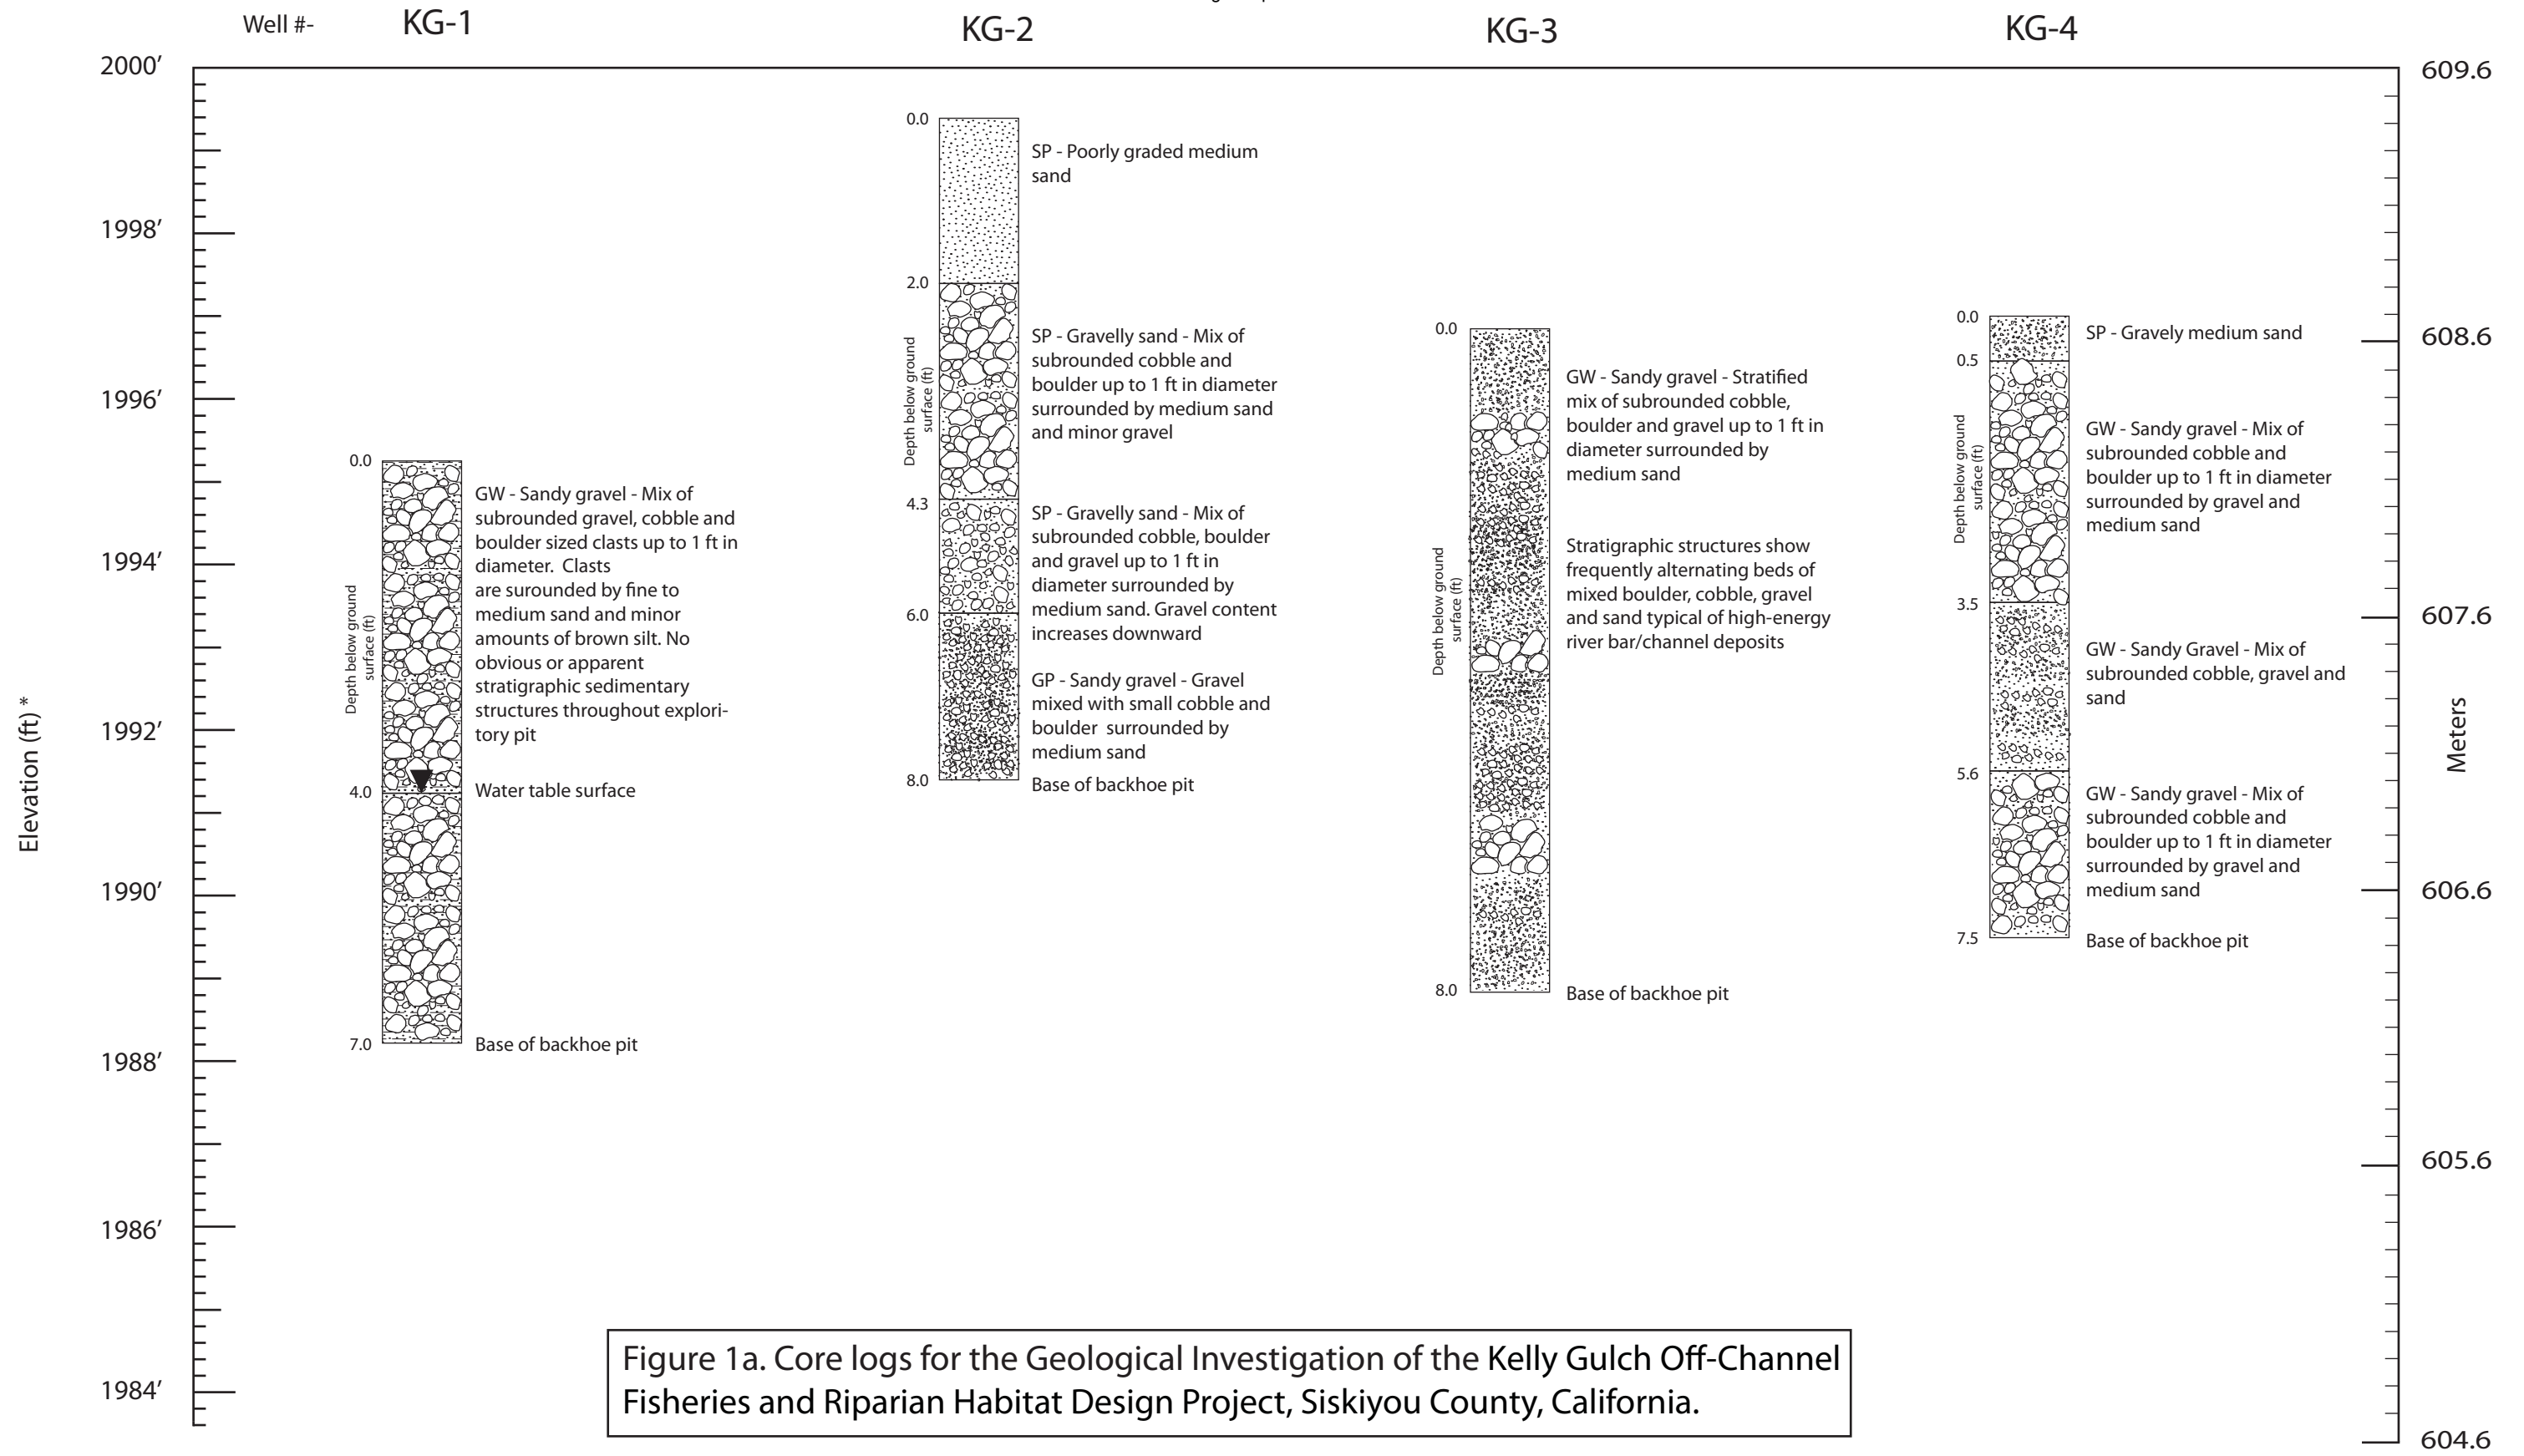 Well #-
KG-1
KG-2
KG-3
KG-4
2000’
1998’
1996’
1994’
1992’
1990’
1988’
1986’
1984’
Elevation (ft) *
0.0
4.0
7.0
Depth below ground
surface (ft)
GW - Sandy gravel - Mix of
subrounded gravel, cobble and
boulder sized clasts up to 1 ft in
diameter.  Clasts
are surounded by fine to
medium sand and minor
amounts of brown silt. No
obvious or apparent
stratigraphic sedimentary
structures throughout explori-
tory pit
Water table surface
Base of backhoe pit
0.0
2.0
4.3
6.0
8.0
Depth below ground
surface (ft)
SP - Poorly graded medium
sand
SP - Gravelly sand - Mix of
subrounded cobble and
boulder up to 1 ft in diameter
surrounded by medium sand
and minor gravel
SP - Gravelly sand - Mix of
subrounded cobble, boulder
and gravel up to 1 ft in
diameter surrounded by
medium sand. Gravel content
increases downward
GP - Sandy gravel - Gravel
mixed with small cobble and
boulder  surrounded by
medium sand
Base of backhoe pit
0.0
8.0
Depth below ground
surface (ft)
GW - Sandy gravel - Stratified
mix of subrounded cobble,
boulder and gravel up to 1 ft in
diameter surrounded by
medium sand
Stratigraphic structures show
frequently alternating beds of
mixed boulder, cobble, gravel
and sand typical of high-energy
river bar/channel deposits
Base of backhoe pit
0.0
0.5
3.5
5.6
7.5
Depth below ground
surface (ft)
SP - Gravely medium sand
GW - Sandy gravel - Mix of
subrounded cobble and
boulder up to 1 ft in diameter
surrounded by gravel and
medium sand
GW - Sandy Gravel - Mix of
subrounded cobble, gravel and
sand
GW - Sandy gravel - Mix of
subrounded cobble and
boulder up to 1 ft in diameter
surrounded by gravel and
medium sand
Base of backhoe pit
609.6
608.6
607.6
606.6
605.6
604.6
Meters
Figure 1a. Core logs for the Geological Investigation of the Kelly Gulch Off-Channel
Fisheries and Riparian Habitat Design Project, Siskiyou County, California.